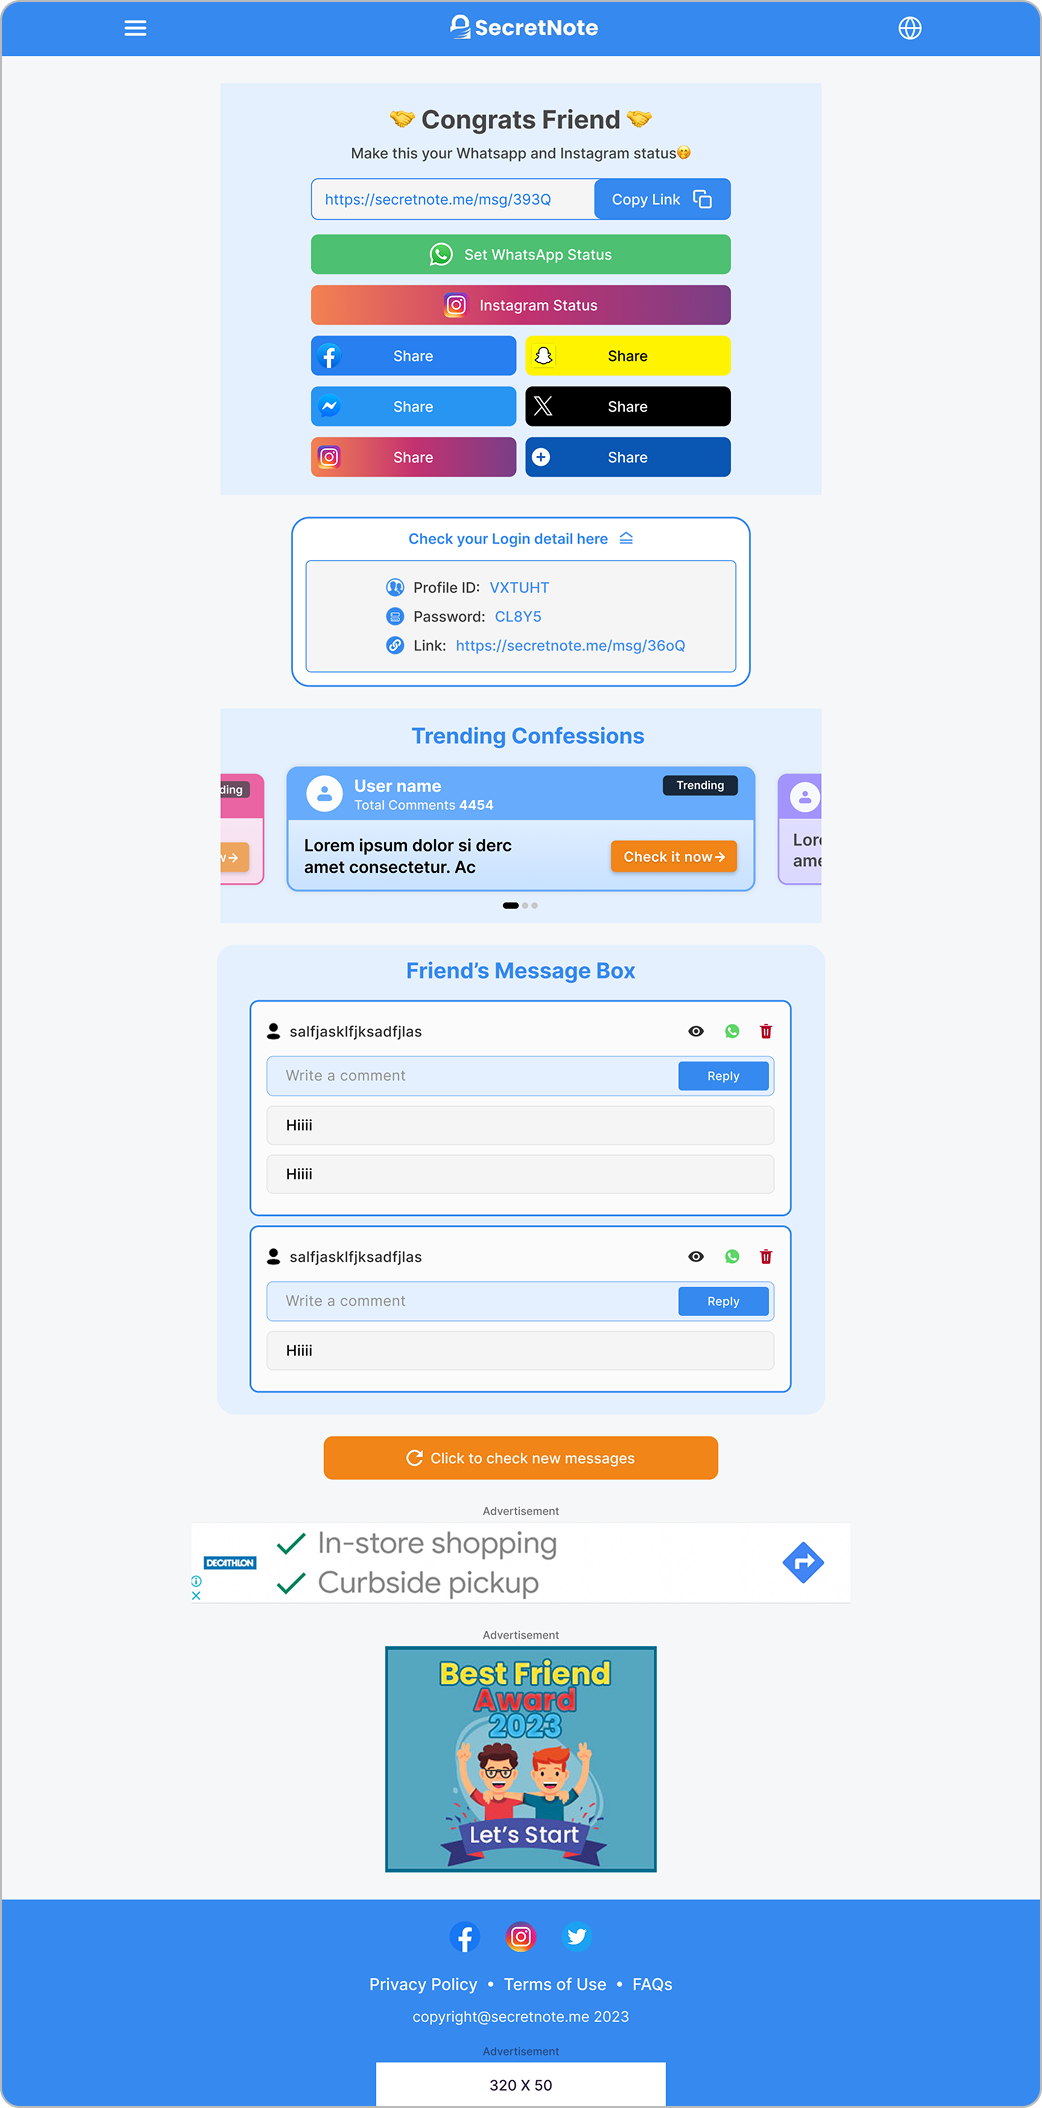 SecretNote
Congrats Friend
Make this your Whatsapp and Instagram status
https://secretnote.me/msg/393Q
Copy Link
Set WhatsApp Status
Instagram Status
Share
Share
Share
Share
Share
Share
Check your Login detail here
Profile ID: VXTUHT
Password: CL8Y5
Link: https://secretnote.me/msg/36oQ
Trending Confessions
ding
w→
User name
Total Comments 4454
Trending
Lorem ipsum dolor si derc
amet consectetur. Ac
Check it now→
Lor
ame
Friend’s Message Box
salfjasklfjksadfjlas
Write a comment
Reply
Hiiii
Hiiii
salfjasklfjksadfjlas
Write a comment
Reply
Hiiii
Click to check new messages
Advertisement
DECATHLON
In-store shopping
Curbside pickup
Advertisement
Best Friend
Award
2023
Let’s Start
Privacy Policy • Terms of Use • FAQs
copyright@secretnote.me 2023
Advertisement
320 X 50